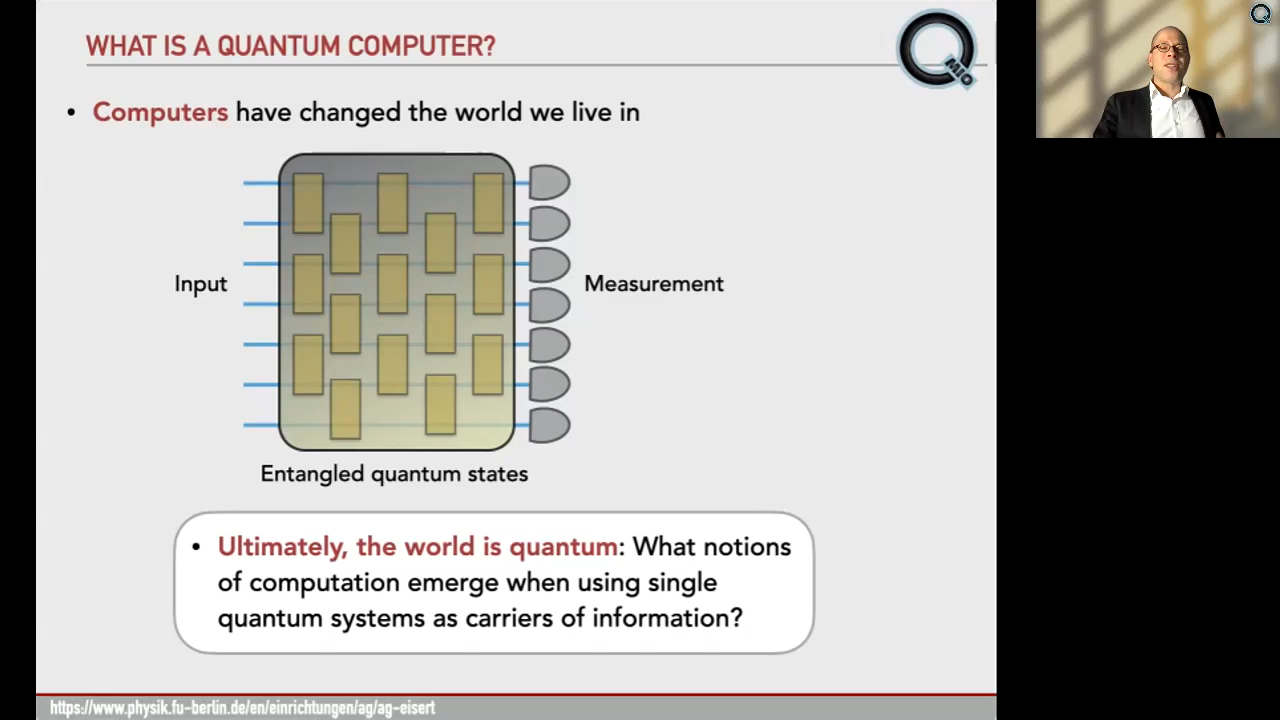 WHAT IS A QUANTUM COMPUTER?
QMIO
• Computers have changed the world we live in
Input
Measurement
Entangled quantum states
• Ultimately, the world is quantum: What notions
of computation emerge when using single
quantum systems as carriers of information?
https://www.physik.fu-berlin.de/en/einrichtungen/ag/ag-eisert